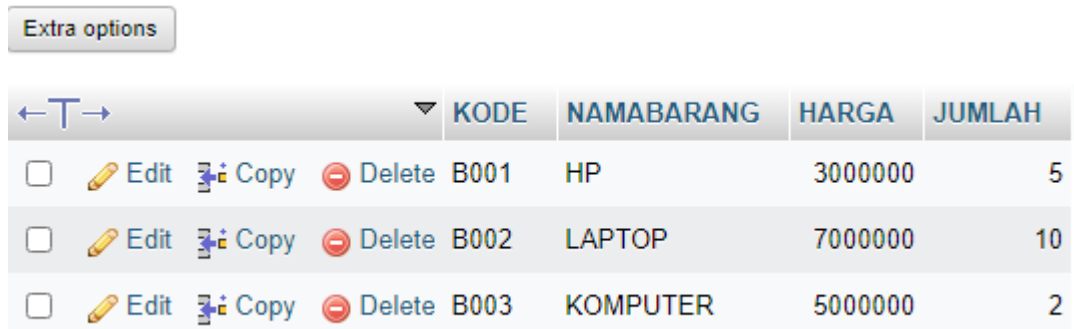 Extra options
←T→ KODE NAMABARANG HARGA JUMLAH
Edit Copy Delete B001 HP 3000000 5
Edit Copy Delete B002 LAPTOP 7000000 10
Edit Copy Delete B003 KOMPUTER 5000000 2